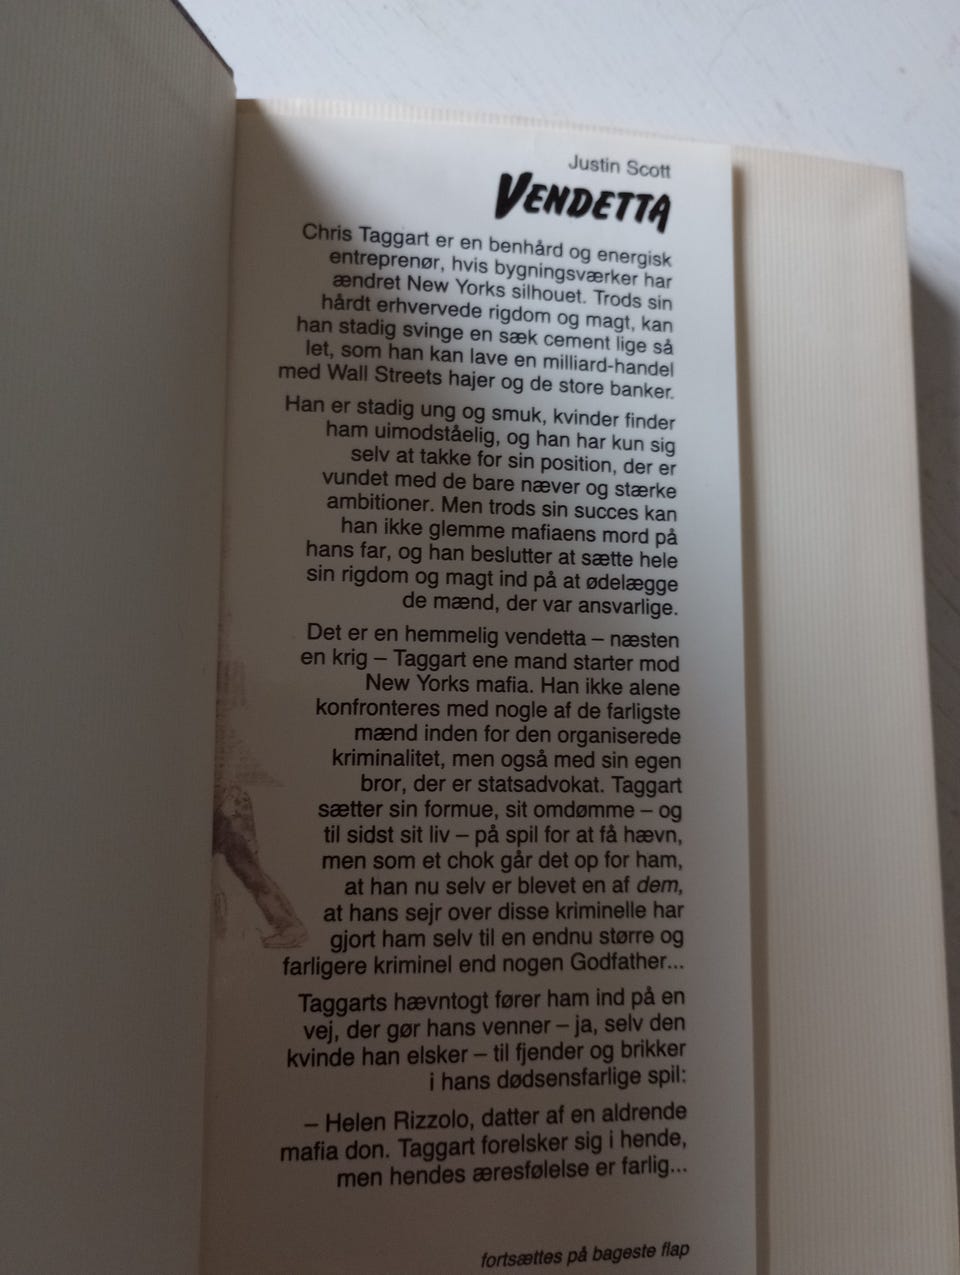 Justin Scott
VENDETTA
Chris Taggart er en benhård og energisk
entreprenør, hvis bygningsværker har
ændret New Yorks silhouet. Trods sin
hårdt erhvervede rigdom og magt, kan
han stadig svinge en sæk cement lige så
let, som han kan lave en milliard-handel
med Wall Streets hajer og de store banker.
Han er stadig ung og smuk, kvinder finder
ham uimodståelig, og han har kun sig
selv at takke for sin position, der er
vundet med de bare næver og stærke
ambitioner. Men trods sin succes kan
han ikke glemme mafiaens mord på
hans far, og han beslutter at sætte hele
sin rigdom og magt ind på at ødelægge
de mænd, der var ansvarlige.
Det er en hemmelig vendetta – næsten
en krig – Taggart ene mand starter mod
New Yorks mafia. Han ikke alene
konfronteres med nogle af de farligste
mænd inden for den organiserede
kriminalitet, men også med sin egen
bror, der er statsadvokat. Taggart
sætter sin formue, sit omdømme – og
til sidst sit liv – på spil for at få hævn,
men som et chok går det op for ham,
at han nu selv er blevet en af dem,
at hans sejr over disse kriminelle har
gjort ham selv til en endnu større og
farligere kriminel end nogen Godfather...
Taggarts hævntogt fører ham ind på en
vej, der gør hans venner – ja, selv den
kvinde han elsker – til fjender og brikker
i hans dødsensfarlige spil:
– Helen Rizzolo, datter af en aldrende
mafia don. Taggart forelsker sig i hende,
men hendes æresfølelse er farlig...
fortsættes på bageste flap